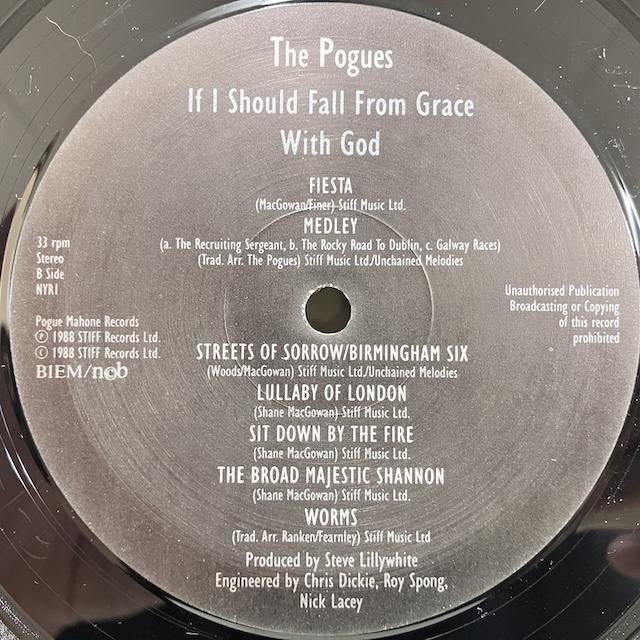 The Pogues
If I Should Fall From Grace
With God
FIESTA
(MacGowan/Finer) Stiff Music Ltd.
MEDLEY
(a. The Recruiting Sergeant, b. The Rocky Road To Dublin, c. Galway Races)
(Trad. Arr. The Pogues) Stiff Music Ltd./Unchained Melodies
33 rpm
Stereo
B Side
NYR1
Pogue Mahone Records
Ⓟ 1988 STIFF Records Ltd.
© 1988 STIFF Records Ltd.
BIEM/ncb
Unauthorised Publication
Broadcasting or Copying
of this record
prohibited
STREETS OF SORROW/BIRMINGHAM SIX
(Woods/MacGowan) Stiff Music Ltd./Unchained Melodies
LULLABY OF LONDON
(Shane MacGowan) Stiff Music Ltd.
SIT DOWN BY THE FIRE
(Shane MacGowan) Stiff Music Ltd.
THE BROAD MAJESTIC SHANNON
(Shane MacGowan) Stiff Music Ltd.
WORMS
(Trad. Arr. Ranken/Fearnley) Stiff Music Ltd
Produced by Steve Lillywhite
Engineered by Chris Dickie, Roy Spong,
Nick Lacey